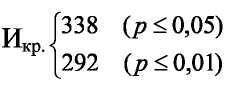 Икр. { 338 (p ≤ 0,05)
292 (p ≤ 0,01)